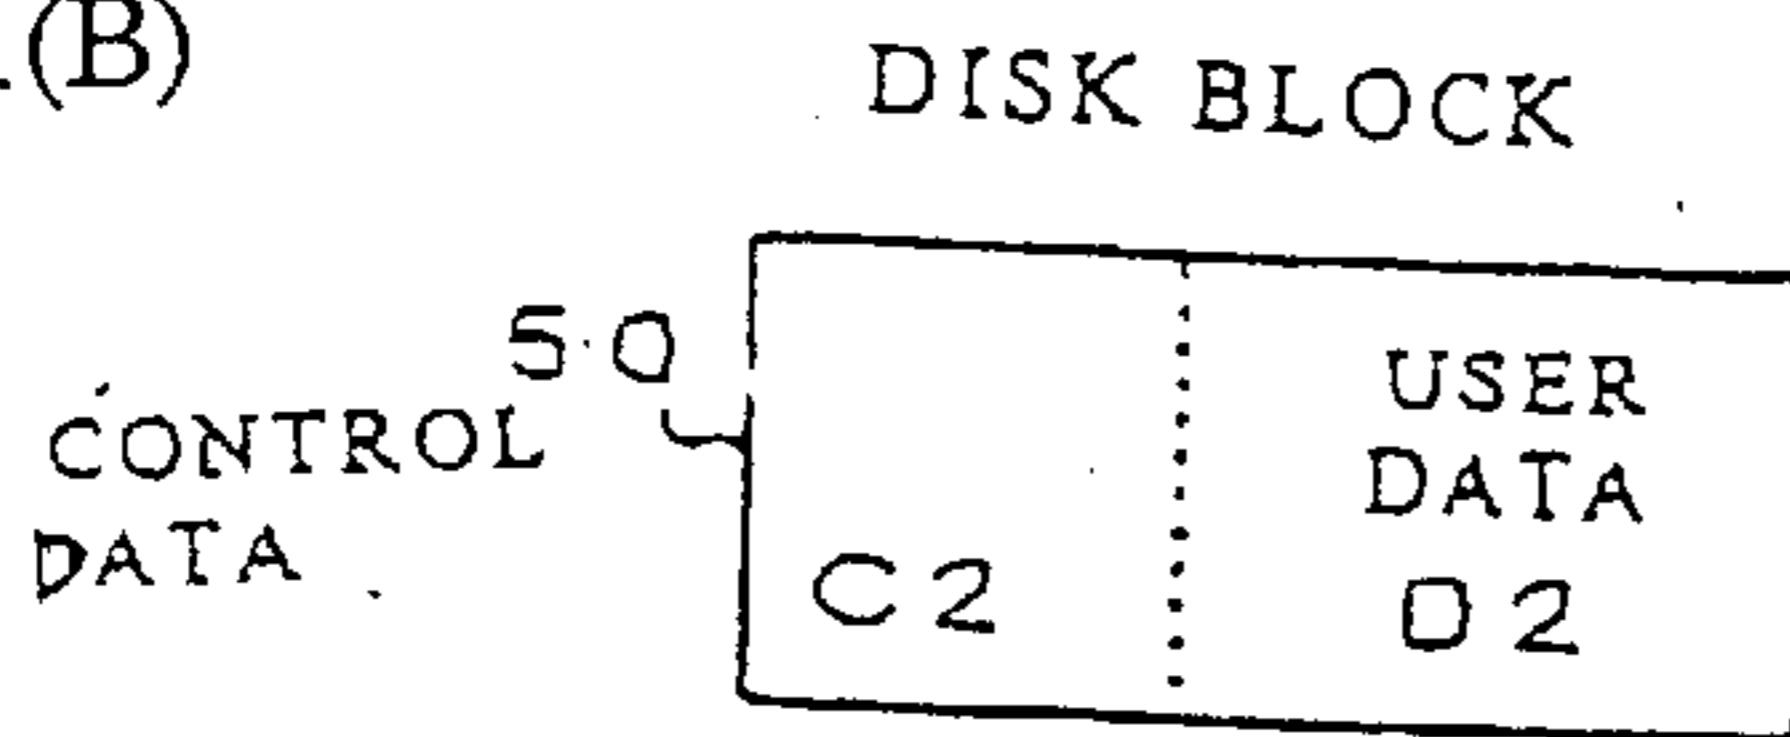 .(B)
DISK BLOCK
50
CONTROL
DATA
C2
USER
DATA
D2